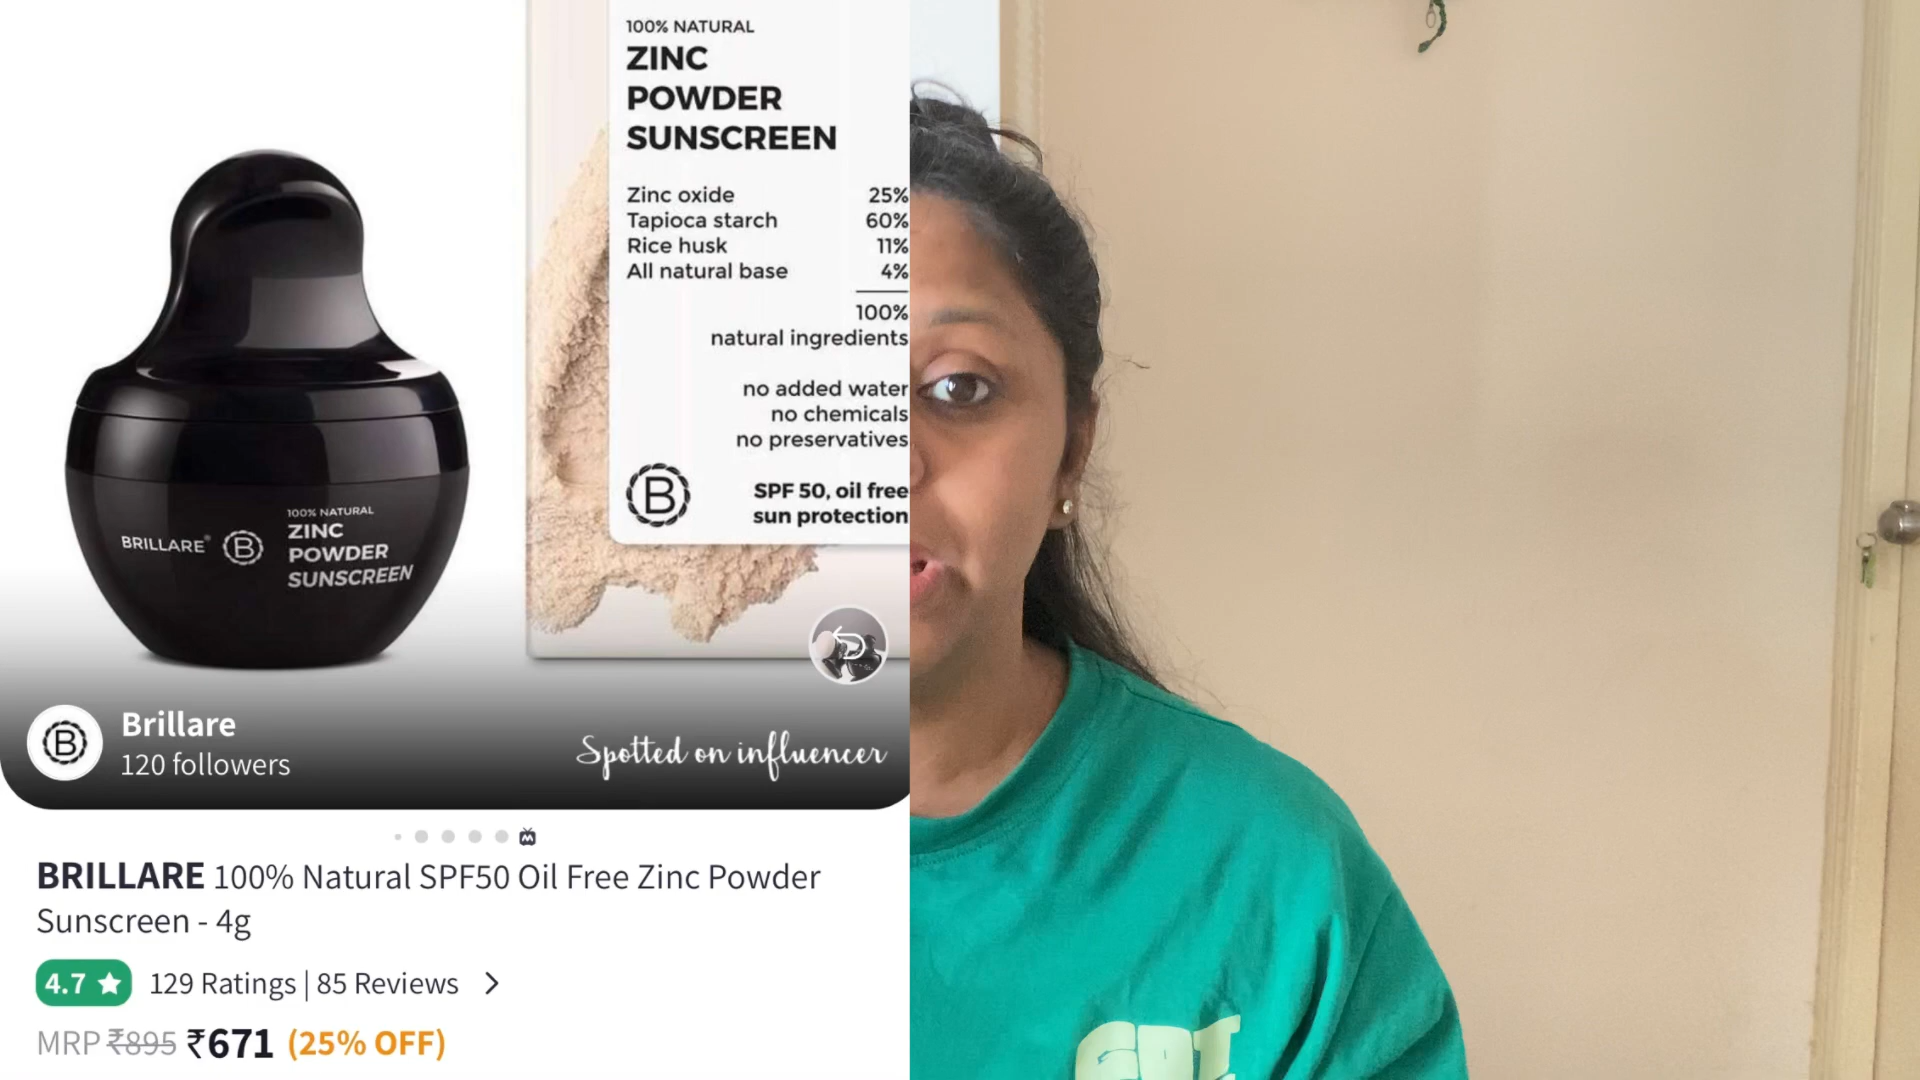 100% NATURAL
ZINC
POWDER
SUNSCREEN
Zinc oxide 25%
Tapioca starch 60%
Rice husk 11%
All natural base 4%
100%
natural ingredients
no added water
no chemicals
no preservatives
B
SPF 50, oil free
sun protection
100% NATURAL
BRILLARE® B ZINC
POWDER
SUNSCREEN
B
Brillare
120 followers
Spotted on influencer
BRILLARE 100% Natural SPF50 Oil Free Zinc Powder
Sunscreen - 4g
4.7 ★ 129 Ratings | 85 Reviews >
MRP ₹895 ₹671 (25% OFF)